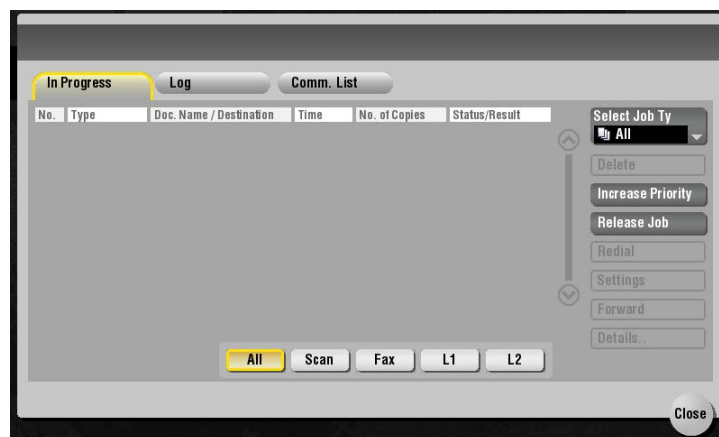 In Progress
Log
Comm. List
No. Type Doc. Name / Destination Time No. of Copies Status/Result
Select Job Ty
All
Delete
Increase Priority
Release Job
Redial
Settings
Forward
Details..
All Scan Fax L1 L2
Close